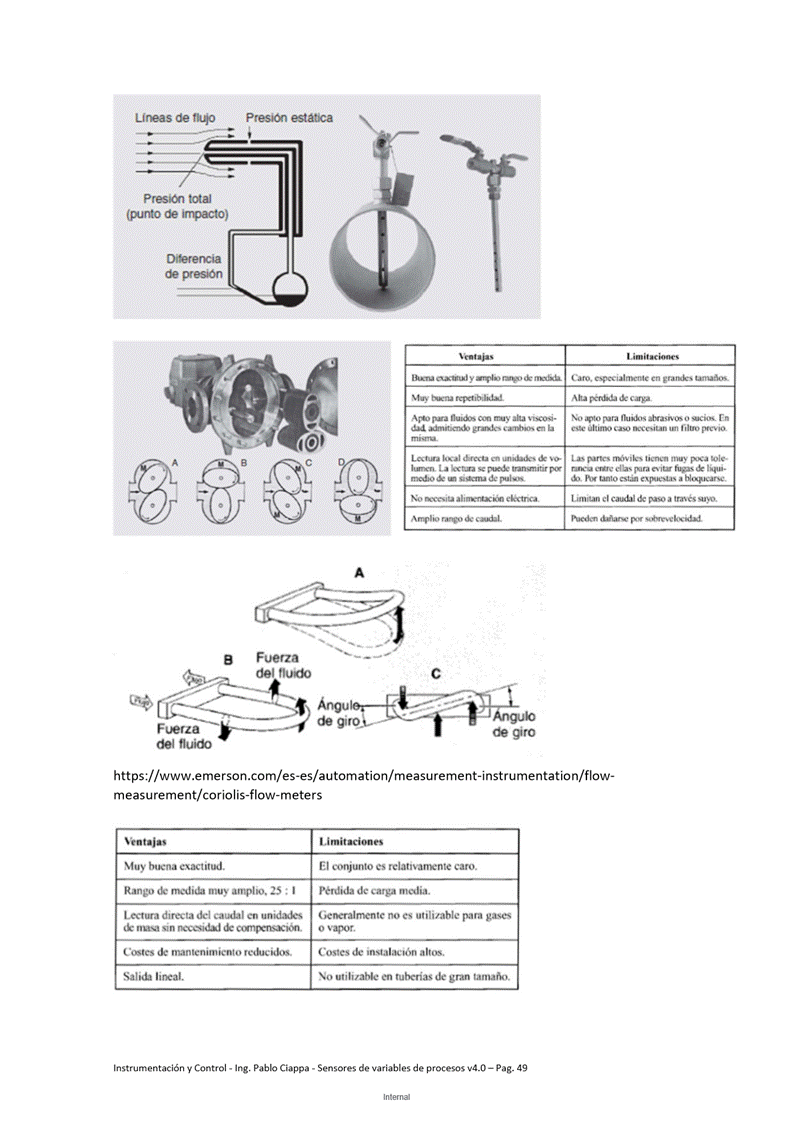 Líneas de flujo
Presión estática
Presión total
(punto de impacto)
Diferencia
de presión
M
A
B
M
C
M
D
M
Ventajas
Limitaciones
Buena exactitud y amplio rango de medida.
Caro, especialmente en grandes tamaños.
Muy buena repetibilidad.
Alta pérdida de carga.
Apto para fluidos con muy alta viscosi-
dad, admitiendo grandes cambios en la
misma.
No apto para fluidos abrasivos o sucios. En
este último caso necesitan un filtro previo.
Lectura local directa en unidades de vo-
lumen. La lectura se puede transmitir por
medio de un sistema de pulsos.
Las partes móviles tienen muy poca tole-
rancia entre ellas para evitar fugas de líqui-
do. Por tanto están expuestas a bloquearse.
No necesita alimentación eléctrica.
Limitan el caudal de paso a través suyo.
Amplio rango de caudal.
Pueden dañarse por sobrevelocidad.
A
B
Fuerza
del fluido
Flujo
Flujo
Fuerza
del fluido
C
Ángulo
de giro
Ángulo
de giro
https://www.emerson.com/es-es/automation/measurement-instrumentation/flow-
measurement/coriolis-flow-meters
Ventajas
Limitaciones
Muy buena exactitud.
El conjunto es relativamente caro.
Rango de medida muy amplio, 25 : 1
Pérdida de carga media.
Lectura directa del caudal en unidades
de masa sin necesidad de compensación.
Generalmente no es utilizable para gases
o vapor.
Costes de mantenimiento reducidos.
Costes de instalación altos.
Salida lineal.
No utilizable en tuberías de gran tamaño.
Instrumentación y Control - Ing. Pablo Ciappa - Sensores de variables de procesos v4.0 – Pag. 49
Internal